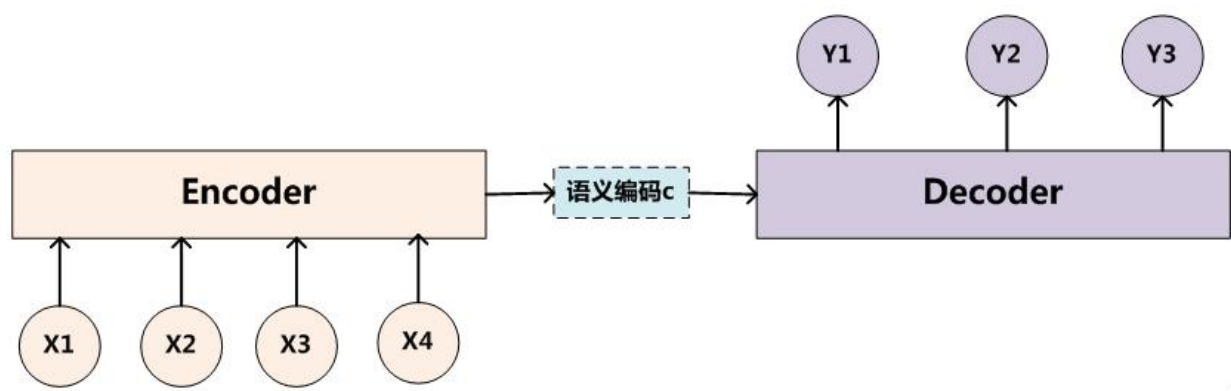 Y1 Y2 Y3
Encoder 语义编码c Decoder
X1 X2 X3 X4